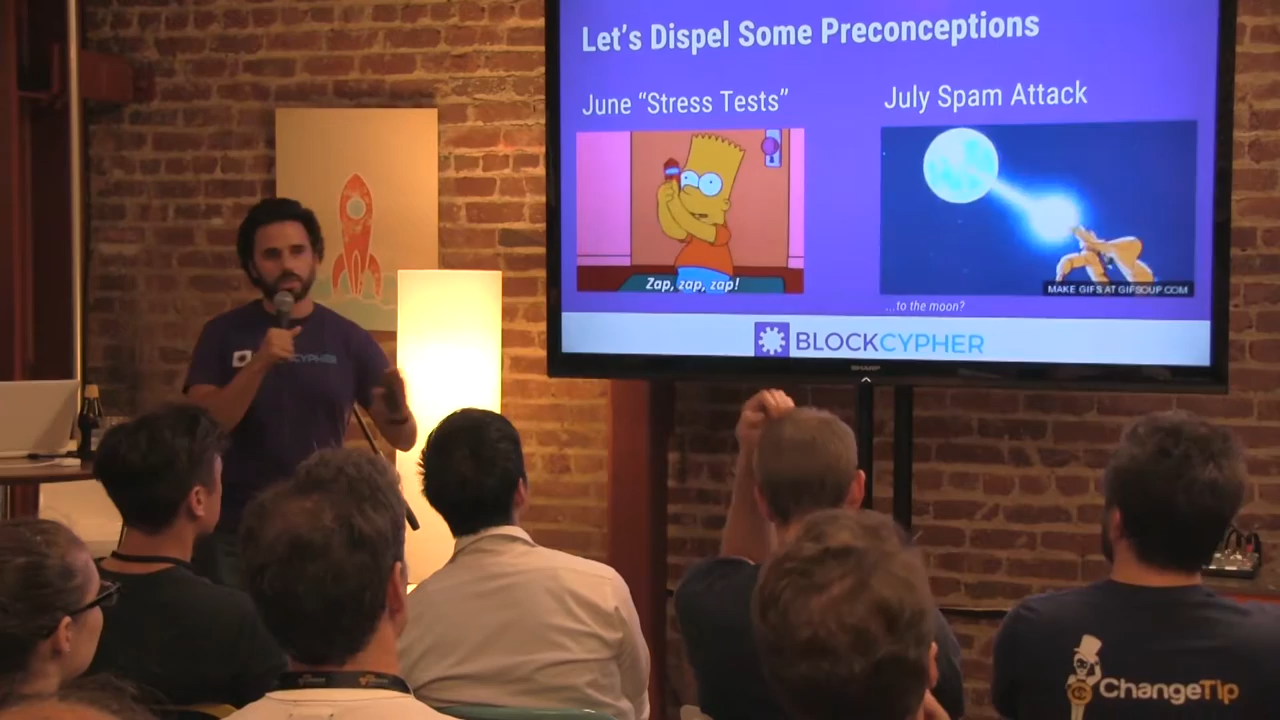 Let's Dispel Some Preconceptions
June “Stress Tests”
July Spam Attack
Zap, zap, zap!
MAKE GIFS AT GIFSOUP.COM
...to the moon?
BLOCKCYPHER
SHARP
CYPHER
ChangeTip